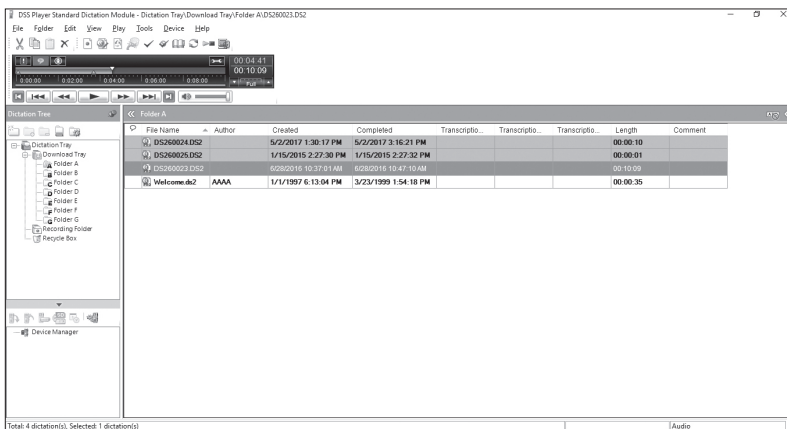 DSS Player Standard Dictation Module - Dictation Tray\Download Tray\Folder A\DS260023.DS2
File Folder Edit View Play Tools Device Help
00:04:41
00:10:09
0:00:00 0:02:00 0:04:00 0:06:00 0:08:00
Dictation Tree
Folder A
File Name Author Created Completed Transcriptio... Transcriptio... Transcriptio... Length Comment
DS260024.DS2 5/2/2017 1:30:17 PM 5/2/2017 3:16:21 PM 00:00:10
DS260025.DS2 1/15/2015 2:27:30 PM 1/15/2015 2:27:32 PM 00:00:01
DS260023.DS2 6/28/2016 10:37:01 AM 6/28/2016 10:47:10 AM 00:10:09
Welcome.ds2 AAAA 1/1/1997 6:13:04 PM 3/23/1999 1:54:18 PM 00:00:35
Dictation Tray
Download Tray
Folder A
Folder B
Folder C
Folder D
Folder E
Folder F
Folder G
Recording Folder
Recycle Box
Device Manager
Total: 4 dictation(s), Selected: 1 dictation(s) Audio